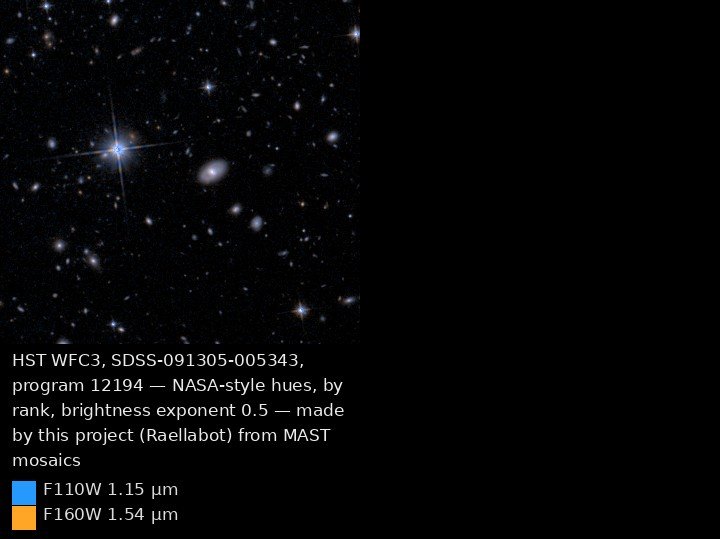 HST WFC3, SDSS-091305-005343,
program 12194 — NASA-style hues, by
rank, brightness exponent 0.5 — made
by this project (Raellabot) from MAST
mosaics
F110W 1.15 µm
F160W 1.54 µm